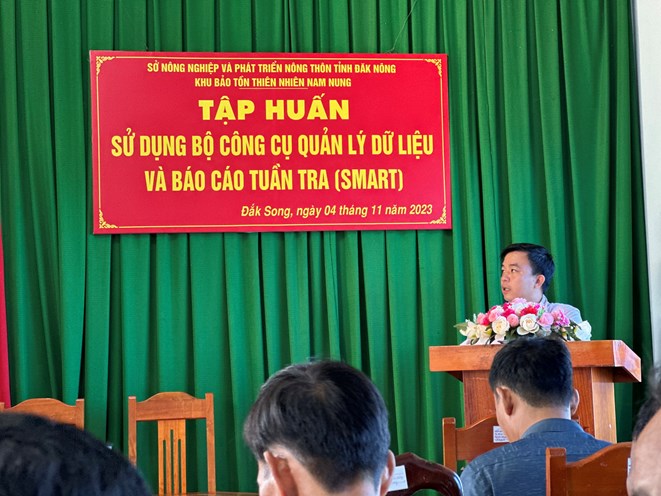 SỞ NÔNG NGHIỆP VÀ PHÁT TRIỂN NÔNG THÔN TỈNH ĐĂK NÔNG
KHU BẢO TỒN THIÊN NHIÊN NAM NUNG
TẬP HUẤN
SỬ DỤNG BỘ CÔNG CỤ QUẢN LÝ DỮ LIỆU
VÀ BÁO CÁO TUẦN TRA (SMART)
Đắk Song, ngày 04 tháng 11 năm 2023